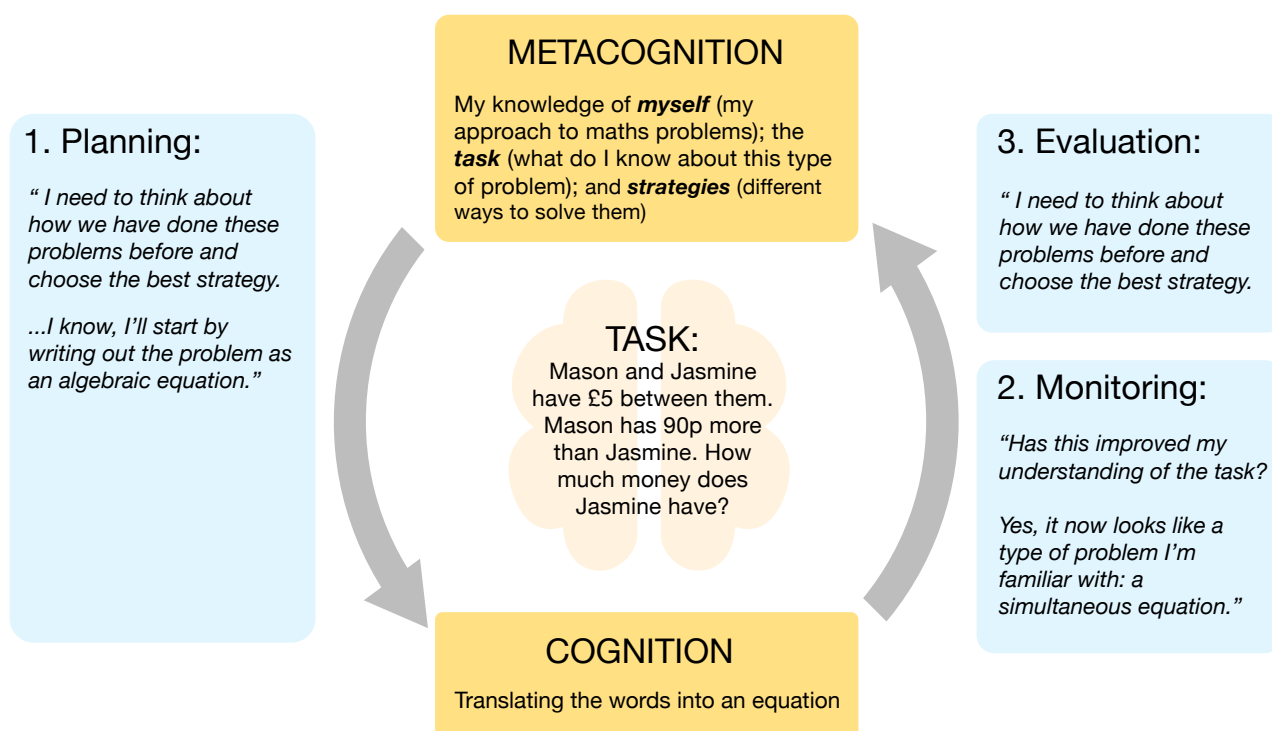 METACOGNITION
My knowledge of myself (my
approach to maths problems); the
task (what do I know about this type
of problem); and strategies (different
ways to solve them)
1. Planning:
“ I need to think about
how we have done these
problems before and
choose the best strategy.
...I know, I’ll start by
writing out the problem as
an algebraic equation.”
TASK:
Mason and Jasmine
have £5 between them.
Mason has 90p more
than Jasmine. How
much money does
Jasmine have?
3. Evaluation:
“ I need to think about
how we have done these
problems before and
choose the best strategy.
2. Monitoring:
“Has this improved my
understanding of the task?
Yes, it now looks like a
type of problem I’m
familiar with: a
simultaneous equation.”
COGNITION
Translating the words into an equation